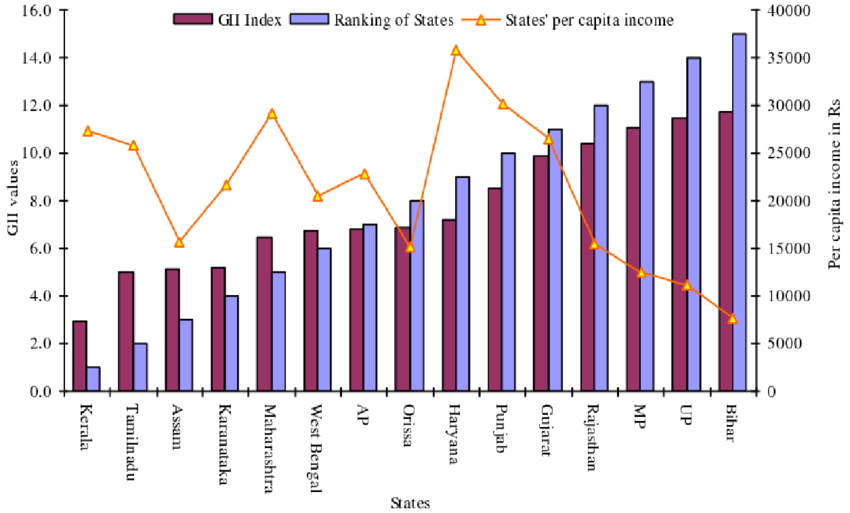 GII Index Ranking of States States' per capita income
16.0
14.0
12.0
10.0
8.0
6.0
4.0
2.0
0.0
GII values
40000
35000
30000
25000
20000
15000
10000
5000
0
Per capita income in Rs
Kerala
Tamilnadu
Assam
Karanataka
Maharashtra
West Bengal
AP
Orissa
Haryana
Punjab
Gujarat
Rajasthan
MP
UP
Bihar
States